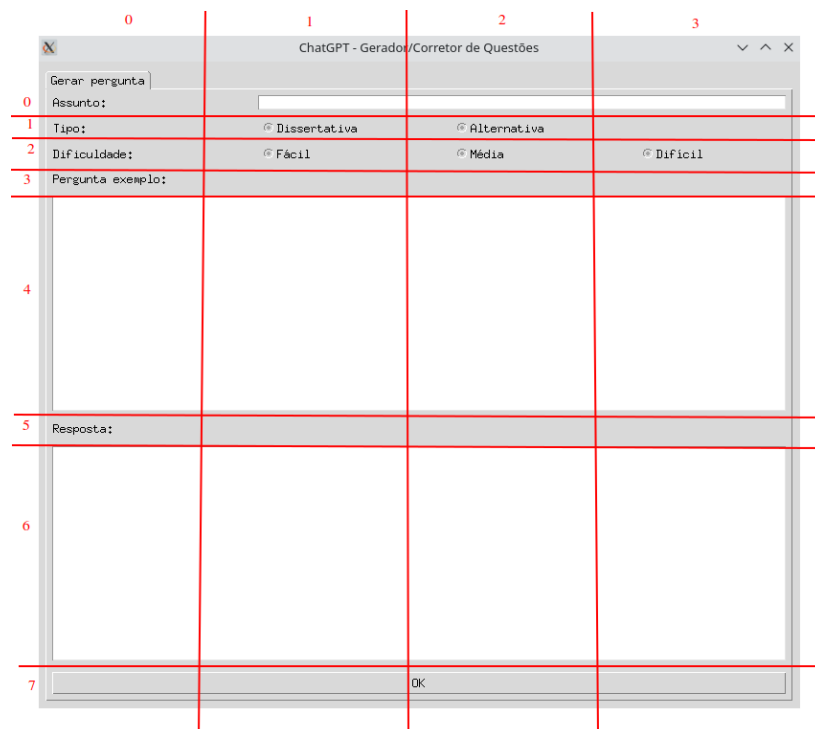 0 1 2 3
ChatGPT - Gerador/Corretor de Questões
Gerar pergunta
0 Assunto:
1 Tipo: Dissertativa Alternativa
2 Dificuldade: Fácil Média Difícil
3 Pergunta exemplo:
4
5 Resposta:
6
7 OK